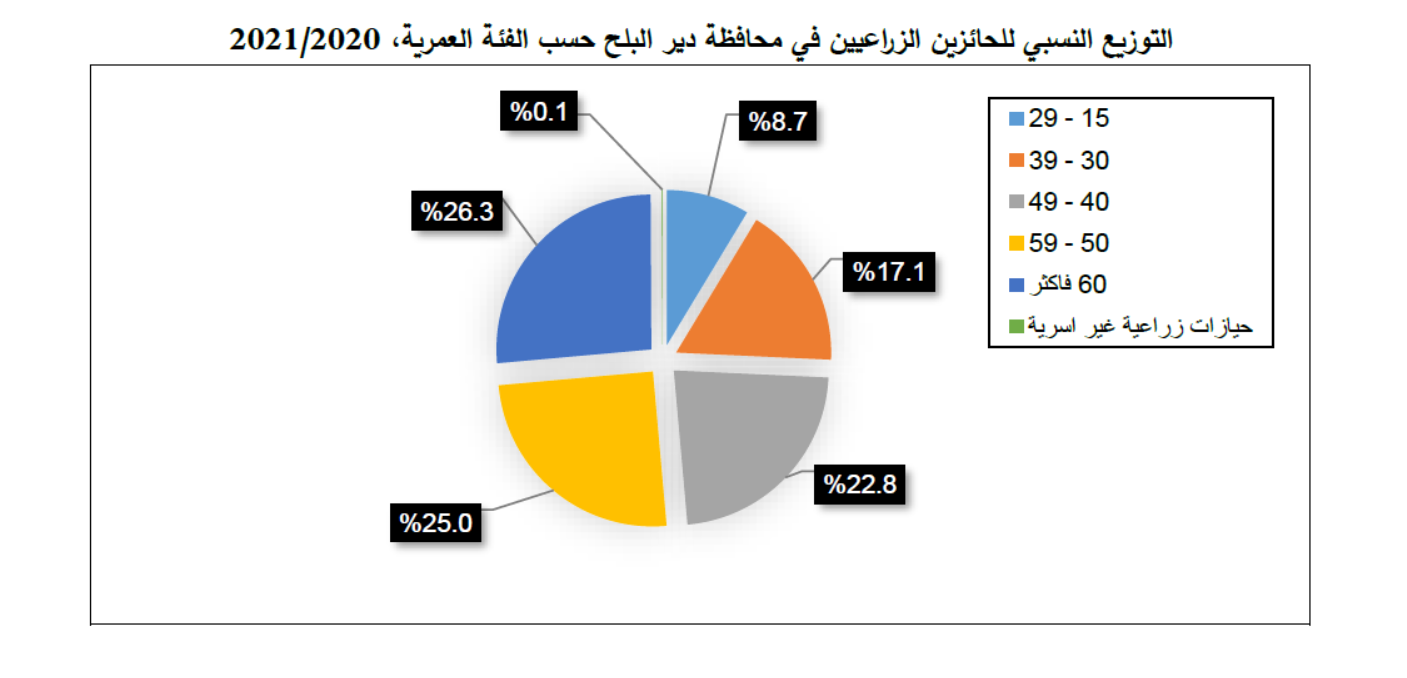 التوزيع النسبي للحائزين الزراعيين في محافظة دير البلح حسب الفئة العمرية، 2021/2020
%0.1
%8.7
%26.3
%17.1
%22.8
%25.0
29 - 15
39 - 30
49 - 40
59 - 50
60 فاكثر
حيازات زراعية غير اسرية